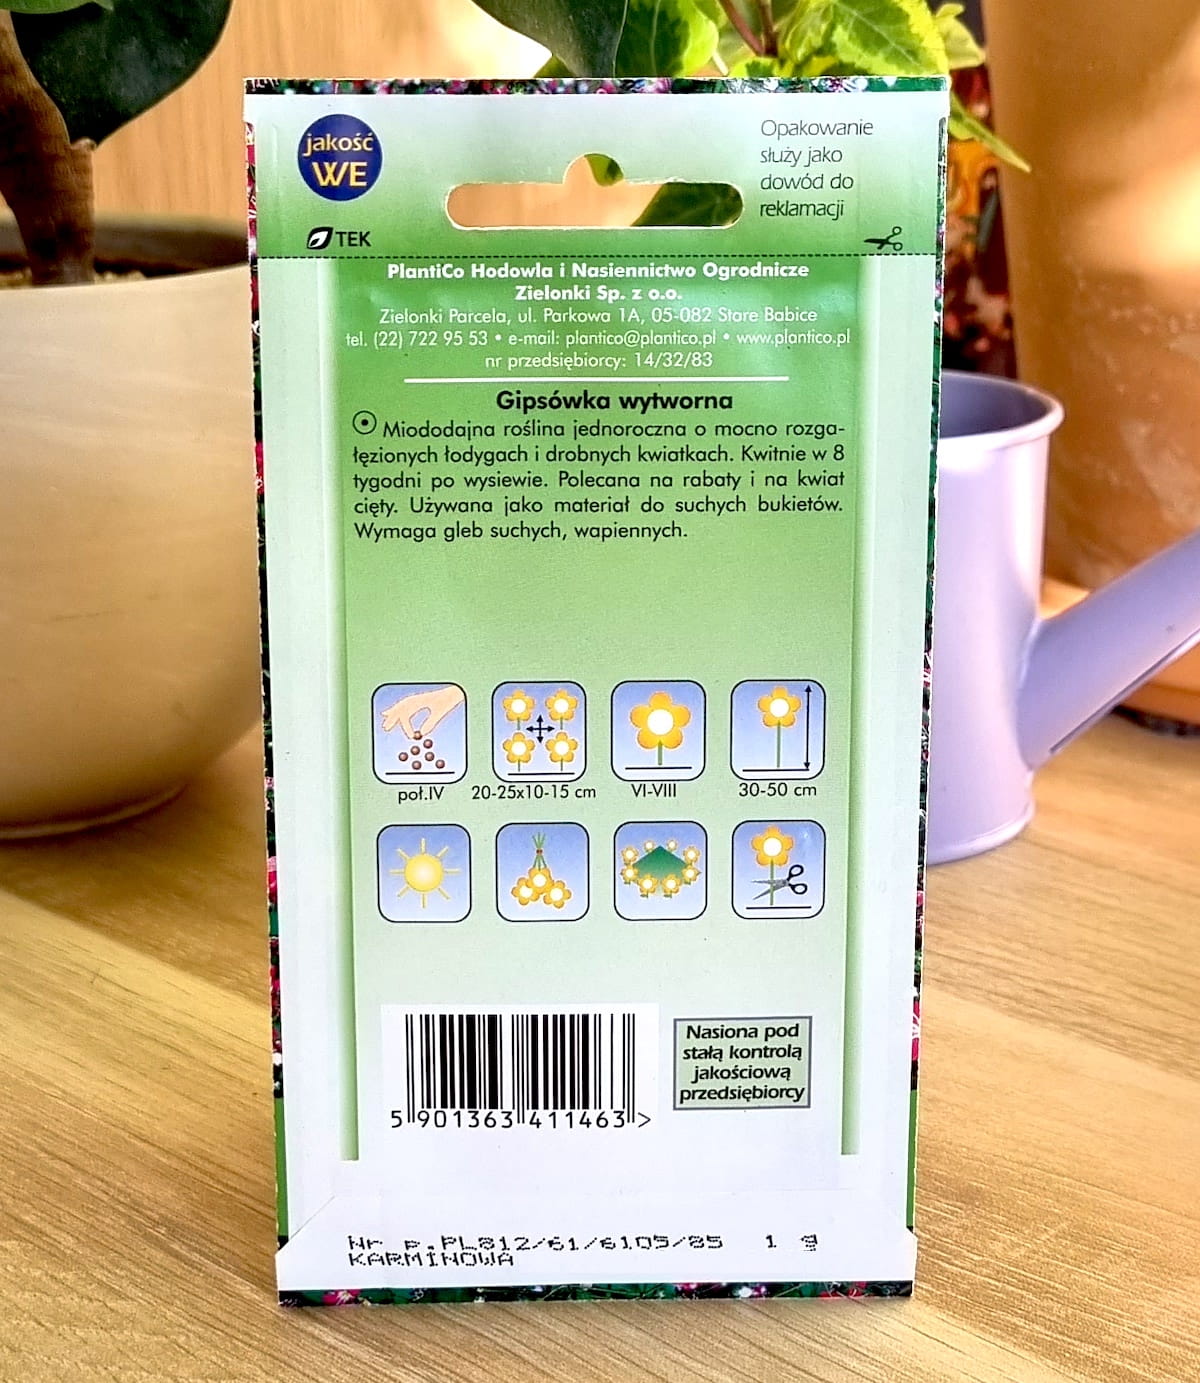 jakość
WE
TEK
Opakowanie
służy jako
dowód do
reklamacji
PlantiCo Hodowla i Nasiennictwo Ogrodnicze
Zielonki Sp. z o.o.
Zielonki Parcela, ul. Parkowa 1A, 05-082 Stare Babice
tel. (22) 722 95 53 • e-mail: plantico@plantico.pl • www.plantico.pl
nr przedsiębiorcy: 14/32/83
Gipsówka wytworna
Miododajna roślina jednoroczna o mocno rozga-
łęzionych łodygach i drobnych kwiatkach. Kwitnie w 8
tygodni po wysiewie. Polecana na rabaty i na kwiat
cięty. Używana jako materiał do suchych bukietów.
Wymaga gleb suchych, wapiennych.
poł.IV 20-25x10-15 cm VI-VIII 30-50 cm
5 901363 411463 >
Nasiona pod
stałą kontrolą
jakościową
przedsiębiorcy
Nr p.PL812/61/6105/85 1 g
KARMINOWA